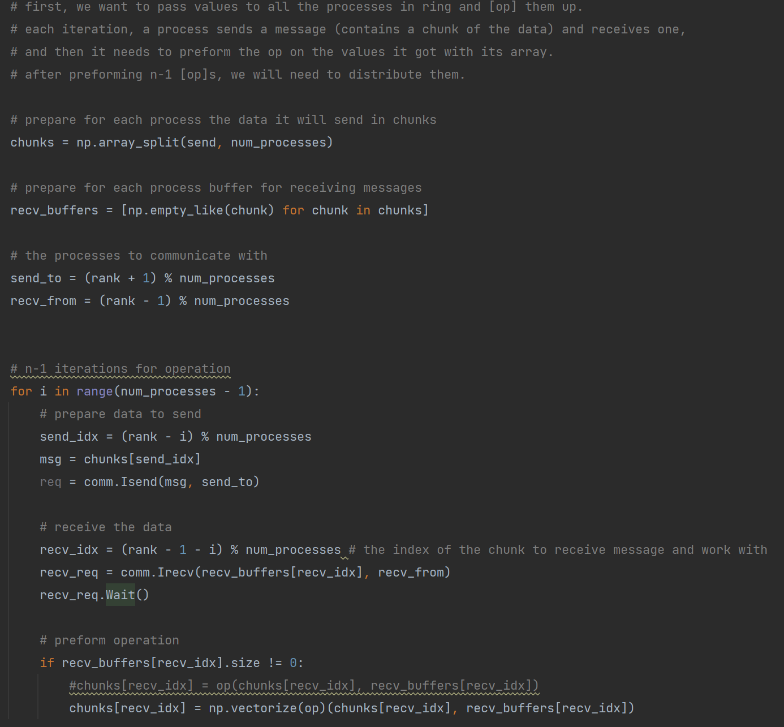 # first, we want to pass values to all the processes in ring and [op] them up.
# each iteration, a process sends a message (contains a chunk of the data) and receives one,
# and then it needs to preform the op on the values it got with its array.
# after preforming n-1 [op]s, we will need to distribute them.
# prepare for each process the data it will send in chunks
chunks = np.array_split(send, num_processes)
# prepare for each process buffer for receiving messages
recv_buffers = [np.empty_like(chunk) for chunk in chunks]
# the processes to communicate with
send_to = (rank + 1) % num_processes
recv_from = (rank - 1) % num_processes
# n-1 iterations for operation
for i in range(num_processes - 1):
    # prepare data to send
    send_idx = (rank - i) % num_processes
    msg = chunks[send_idx]
    req = comm.Isend(msg, send_to)
    # receive the data
    recv_idx = (rank - 1 - i) % num_processes # the index of the chunk to receive message and work with
    recv_req = comm.Irecv(recv_buffers[recv_idx], recv_from)
    recv_req.Wait()
    # preform operation
    if recv_buffers[recv_idx].size != 0:
        #chunks[recv_idx] = op(chunks[recv_idx], recv_buffers[recv_idx])
        chunks[recv_idx] = np.vectorize(op)(chunks[recv_idx], recv_buffers[recv_idx])